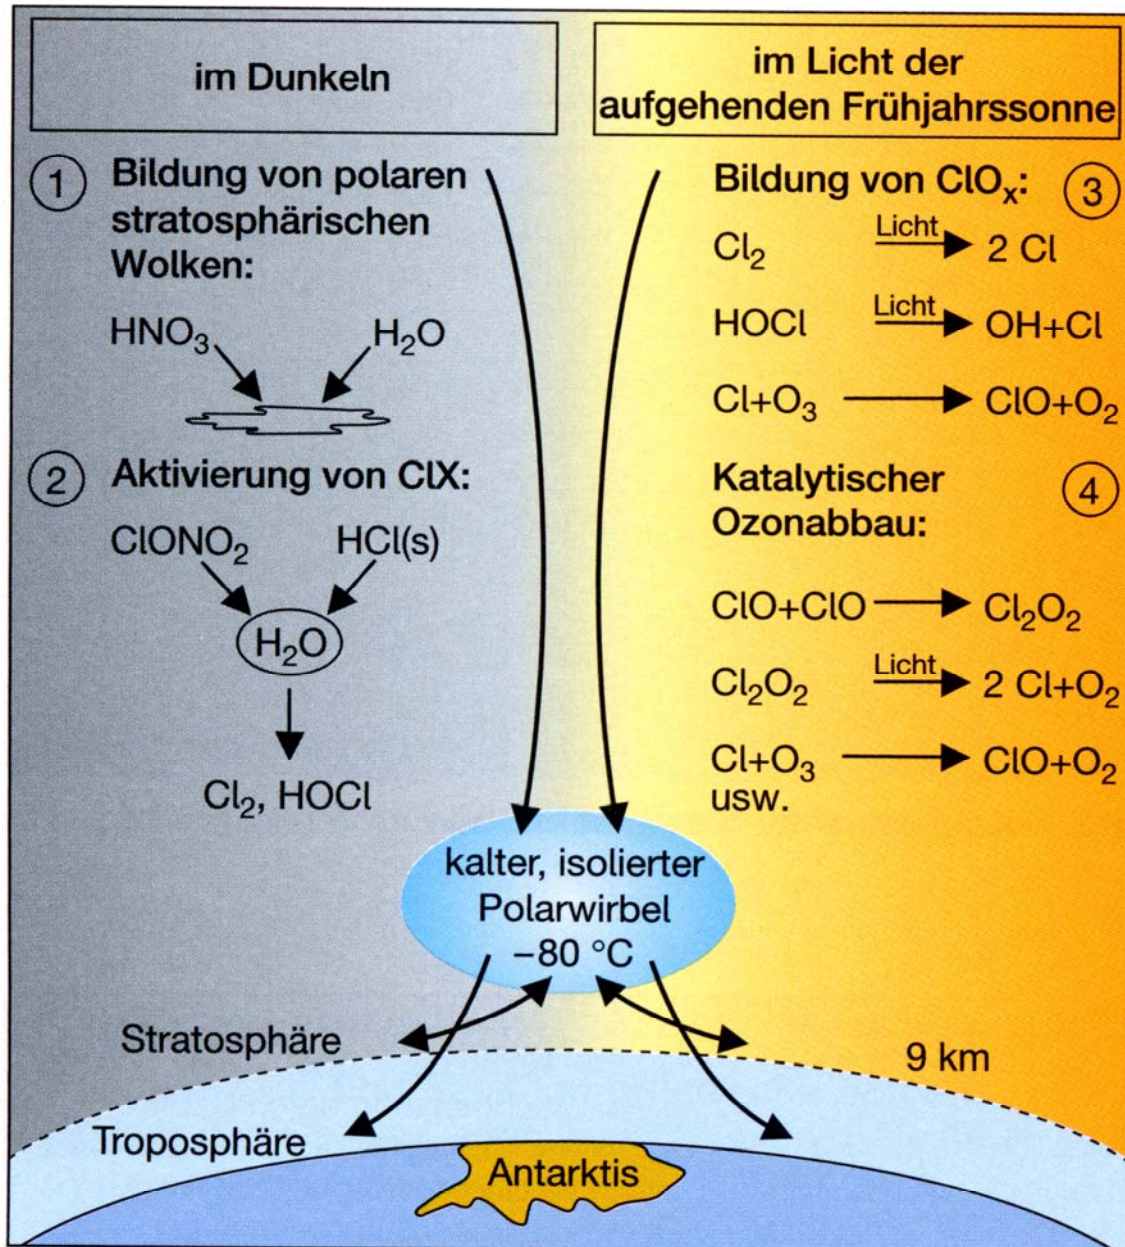 im Dunkeln
① Bildung von polaren
stratosphärischen
Wolken:
HNO₃ H₂O
② Aktivierung von ClX:
ClONO₂ HCl(s)
H₂O
Cl₂, HOCl
im Licht der
aufgehenden Frühjahrssonne
Bildung von ClOₓ: ③
Cl₂ Licht 2 Cl
HOCl Licht OH+Cl
Cl+O₃ ClO+O₂
Katalytischer ④
Ozonabbau:
ClO+ClO Cl₂O₂
Cl₂O₂ Licht 2 Cl+O₂
Cl+O₃ ClO+O₂
usw.
kalter, isolierter
Polarwirbel
–80 °C
Stratosphäre
9 km
Troposphäre
Antarktis